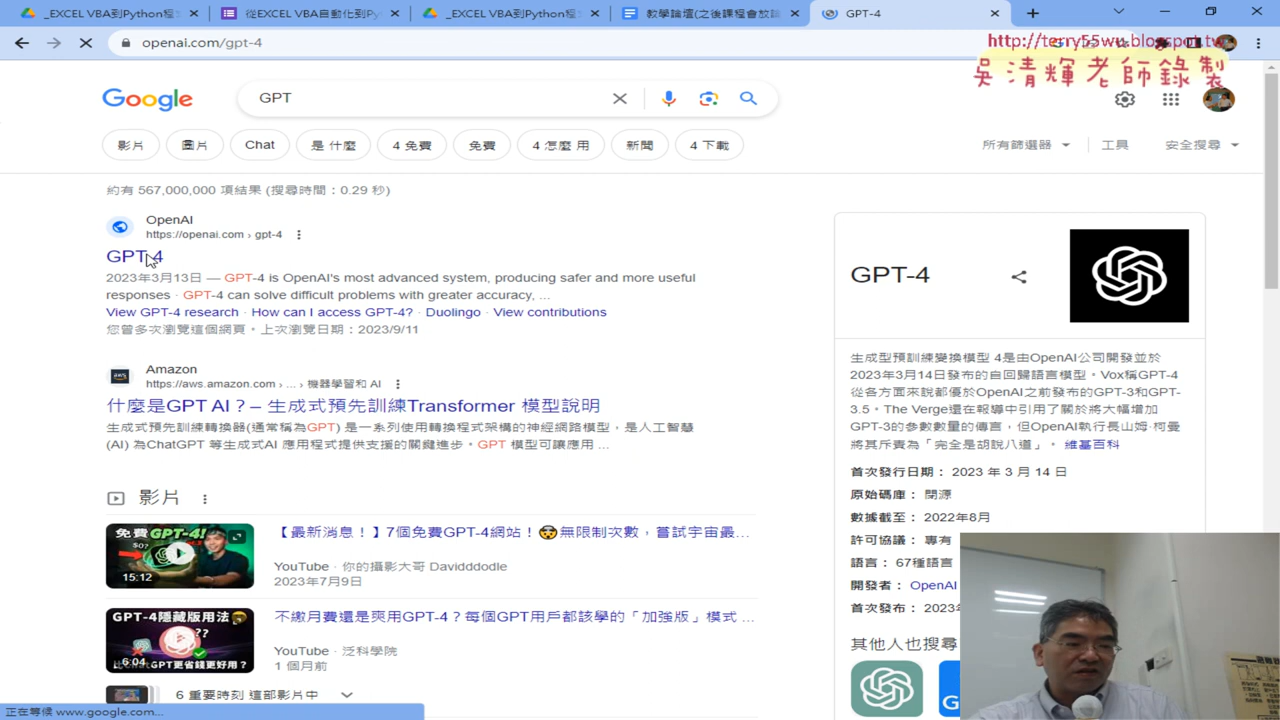 _EXCEL VBA到Python程
從EXCEL VBA自動化到Py
_EXCEL VBA到Python程
教學論壇(之後課程會放
GPT-4
openai.com/gpt-4
http://terry55wu.blogspot.tw
吳清輝老師錄製
Google
GPT
影片
圖片
Chat
是 什麼
4 免費
免費
4 怎麼 用
新聞
4 下載
所有篩選器
工具
安全搜尋
約有 567,000,000 項結果 (搜尋時間：0.29 秒)
OpenAI
https://openai.com › gpt-4
GPT-4
2023年3月13日 — GPT-4 is OpenAI's most advanced system, producing safer and more useful
responses · GPT-4 can solve difficult problems with greater accuracy, ...
View GPT-4 research · How can I access GPT-4? · Duolingo · View contributions
您曾多次瀏覽這個網頁。上次瀏覽日期：2023/9/11
aws
Amazon
https://aws.amazon.com › ... › 機器學習和 AI
什麼是GPT AI？– 生成式預先訓練Transformer 模型說明
生成式預先訓練轉換器(通常稱為GPT) 是一系列使用轉換程式架構的神經網路模型，是人工智慧
(AI) 為ChatGPT 等生成式AI 應用程式提供支援的關鍵進步。GPT 模型可讓應用 ...
影片
免費GPT-4!
$0?
15:12
【最新消息！】7個免費GPT-4網站！🤯無限制次數，嘗試宇宙最...
YouTube · 你的攝影大哥 Davidddodle
2023年7月9日
GPT-4隱藏版用法
??
6:04
ChatGPT更省錢更好用？
不繳月費還是爽用GPT-4？每個GPT用戶都該學的「加強版」模式 ...
YouTube · 泛科學院
1 個月前
6 重要時刻 這部影片中
正在等候 www.google.com...
GPT-4
生成型預訓練變換模型 4是由OpenAI公司開發並於
2023年3月14日發布的自回歸語言模型。Vox稱GPT-4
從各方面來說都優於OpenAI之前發布的GPT-3和GPT-
3.5。The Verge還在報導中引用了關於將大幅增加
GPT-3的參數數量的傳言，但OpenAI執行長山姆·柯曼
將其斥為「完全是胡說八道」。 維基百科
首次發行日期： 2023 年 3 月 14 日
原始碼庫： 閉源
數據截至： 2022年8月
許可協議： 專有
語言： 67種語言
開發者： OpenAI
首次發布： 2023
其他人也搜尋
G